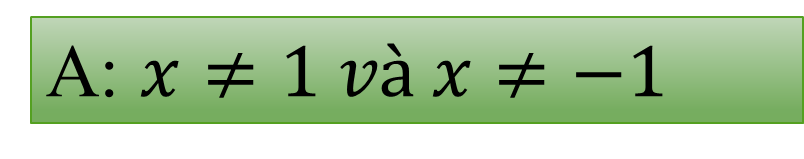 A: 𝑥 ≠ 1 𝑣à 𝑥 ≠ −1